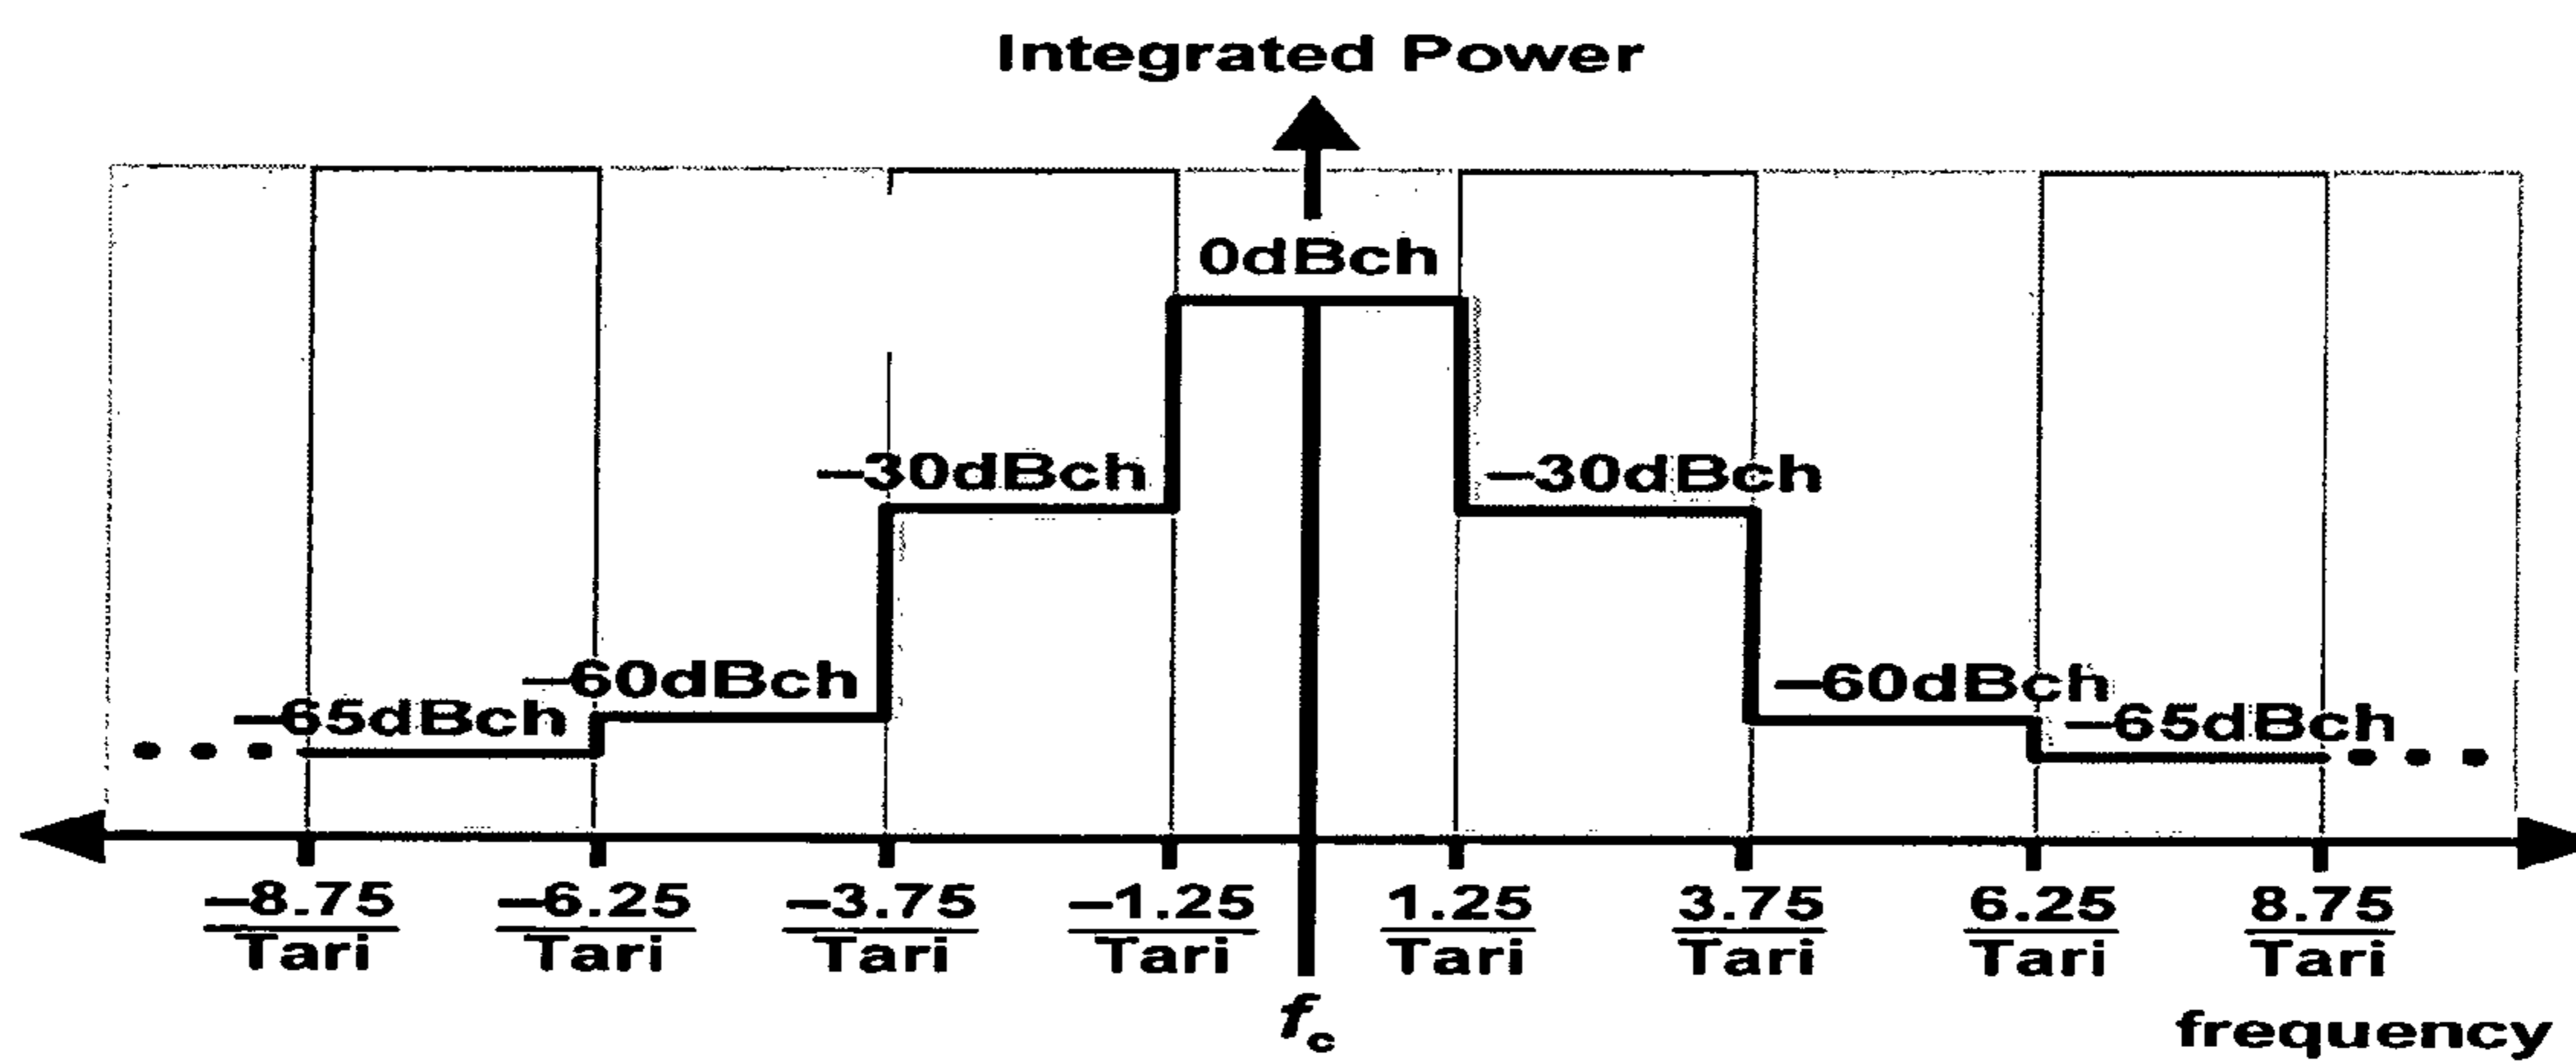 Integrated Power
0dBch
–30dBch –30dBch
–60dBch –60dBch
–65dBch –65dBch
–8.75 –6.25 –3.75 –1.25 1.25 3.75 6.25 8.75
Tari Tari Tari Tari Tari Tari Tari Tari
fc
frequency